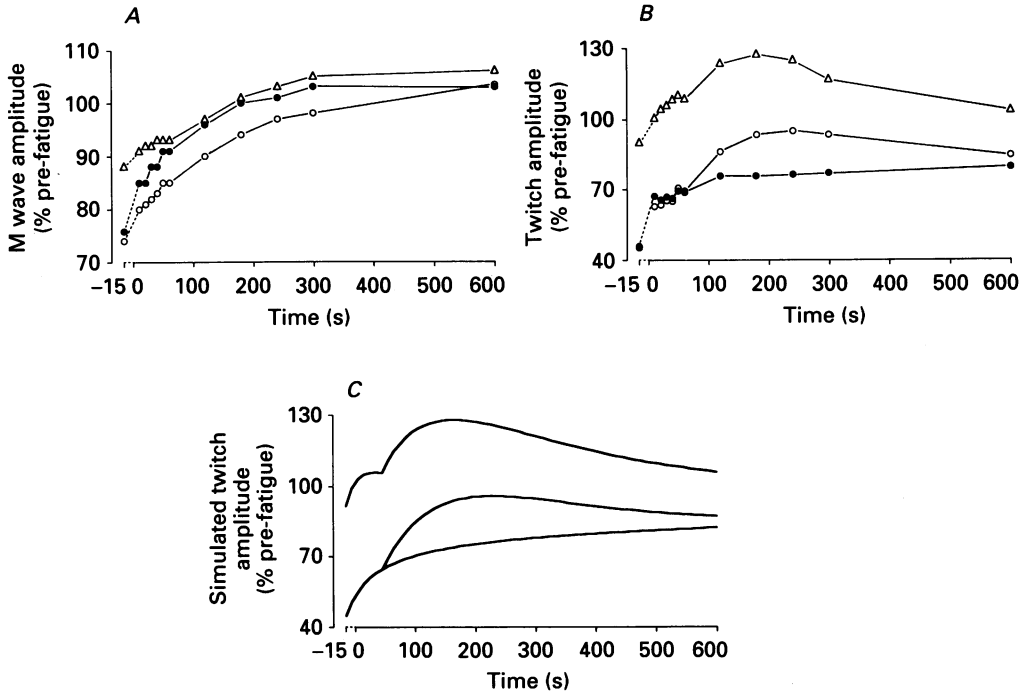 A
M wave amplitude
(% pre-fatigue)
110
100
90
80
70
–15 0 100 200 300 400 500 600
Time (s)
B
Twitch amplitude
(% pre-fatigue)
130
100
70
40
–15 0 100 200 300 400 500 600
Time (s)
C
Simulated twitch
amplitude
(% pre-fatigue)
130
100
70
40
–15 0 100 200 300 400 500 600
Time (s)